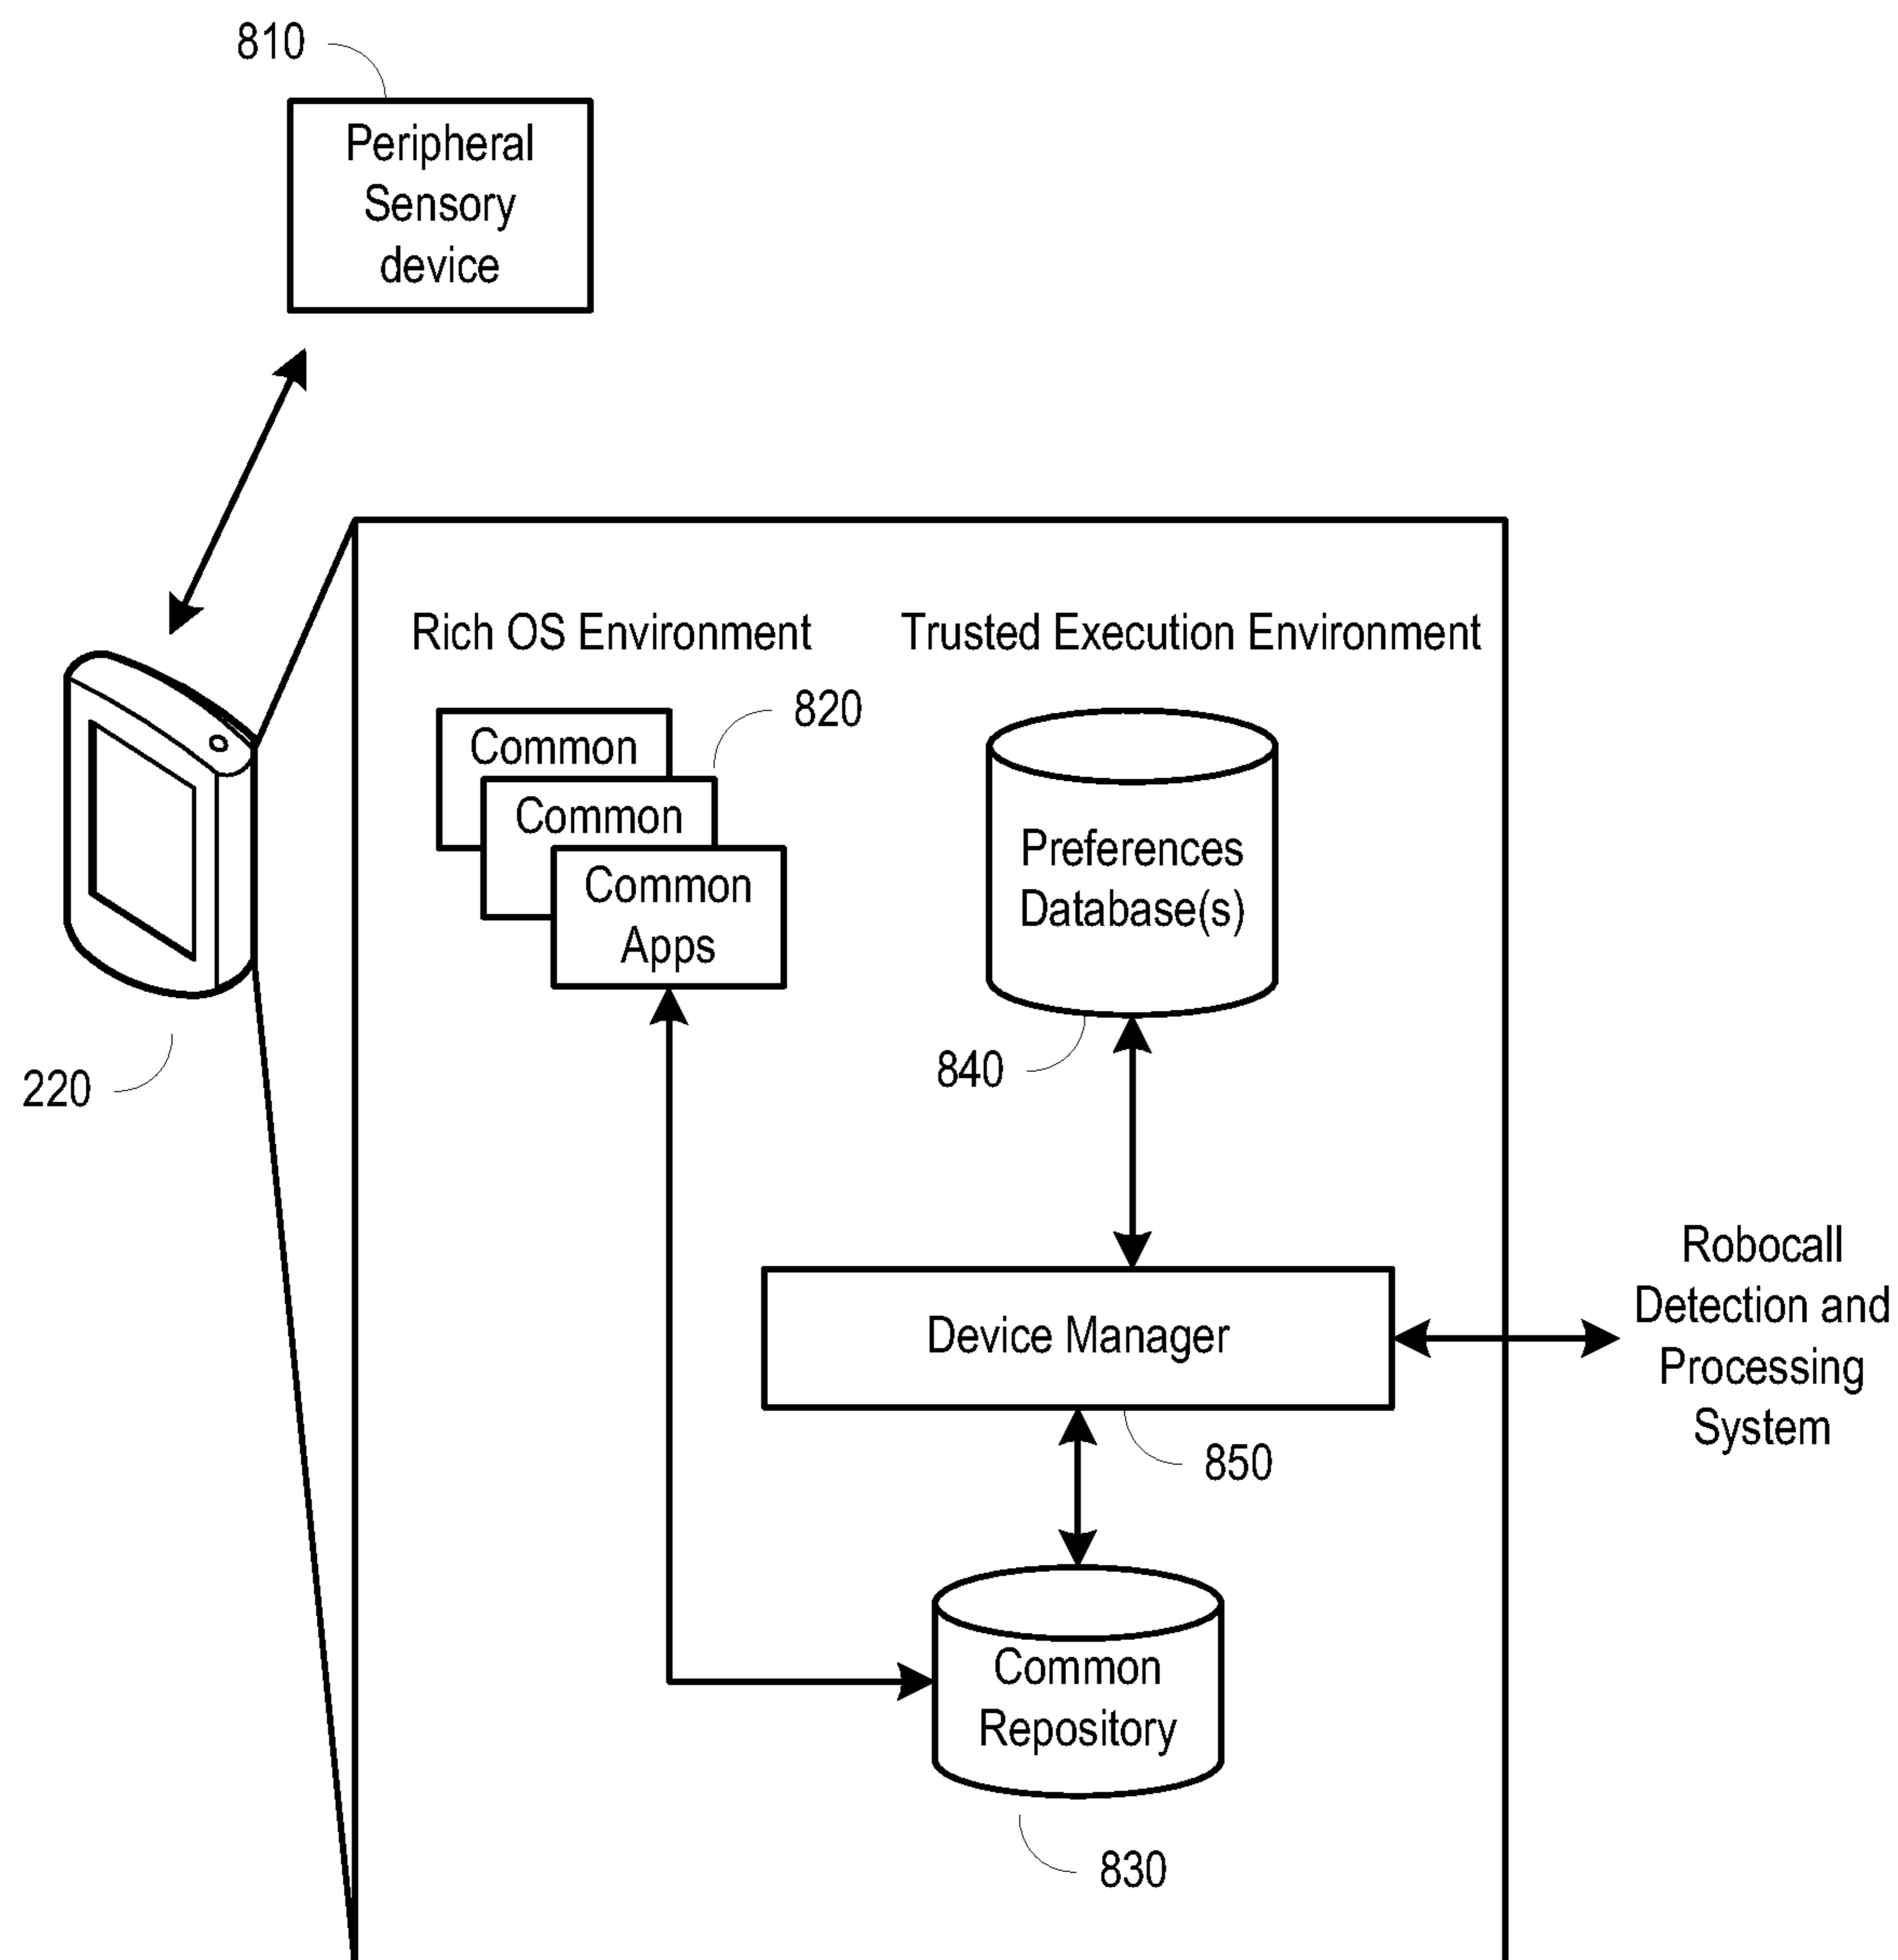 810
Peripheral
Sensory
device
Rich OS Environment
Trusted Execution Environment
820
Common
Common
Common
Apps
Preferences
Database(s)
840
220
Robocall
Detection and
Processing
System
Device Manager
850
Common
Repository
830